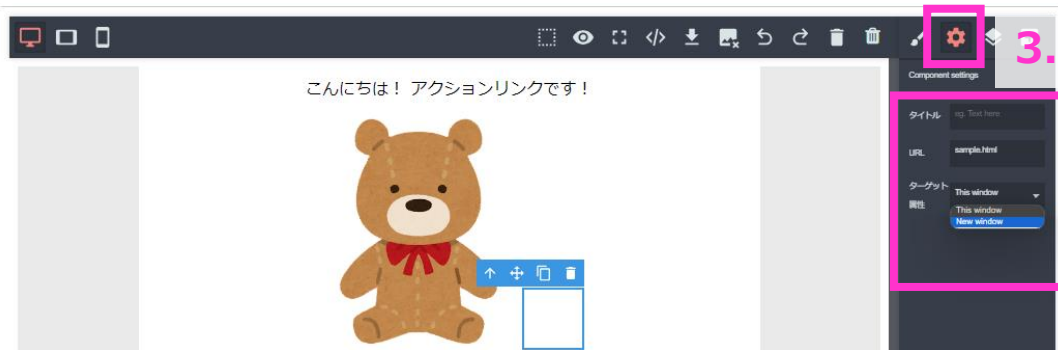 3.
Component settings
こんにちは！ アクションリンクです！
タイトル eg. Text here
URL sample.html
ターゲット属性 This window
This window
New window